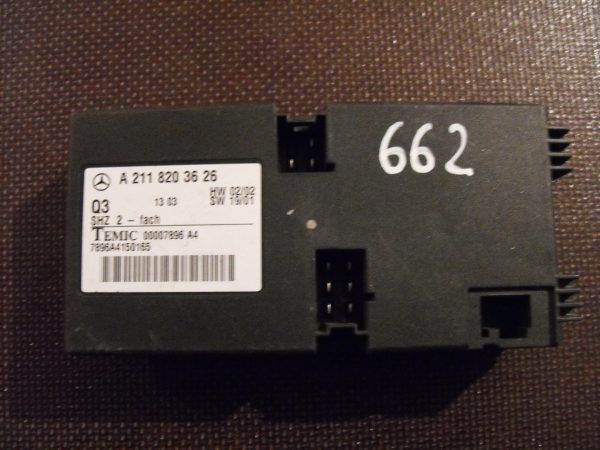 A 211 820 36 26
HW 02/02
Q3 13 03 SW 19/01
SHZ 2 - fach
TEMIC 00007896 A4
7896A4150165
662